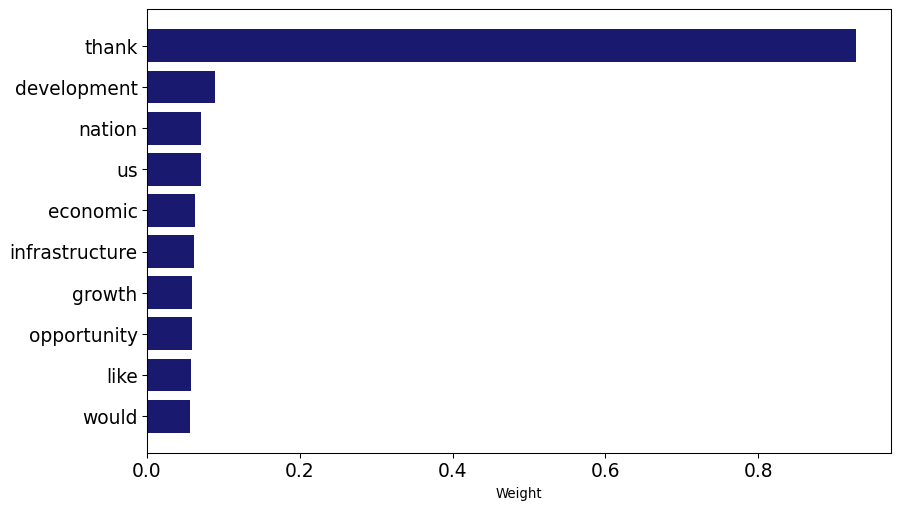 thank
development
nation
us
economic
infrastructure
growth
opportunity
like
would
0.0 0.2 0.4 0.6 0.8
Weight